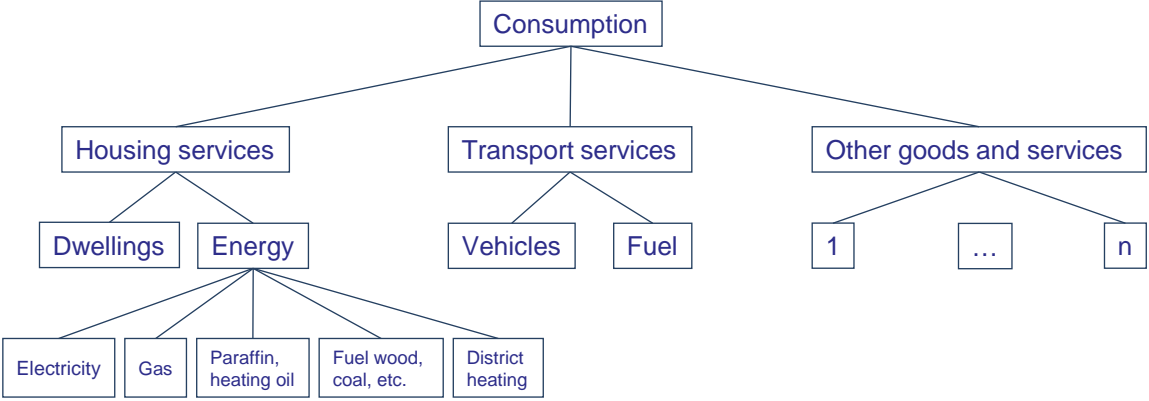 Consumption
Housing services
Transport services
Other goods and services
Dwellings
Energy
Vehicles
Fuel
1
...
n
Electricity
Gas
Paraffin,
heating oil
Fuel wood,
coal, etc.
District
heating